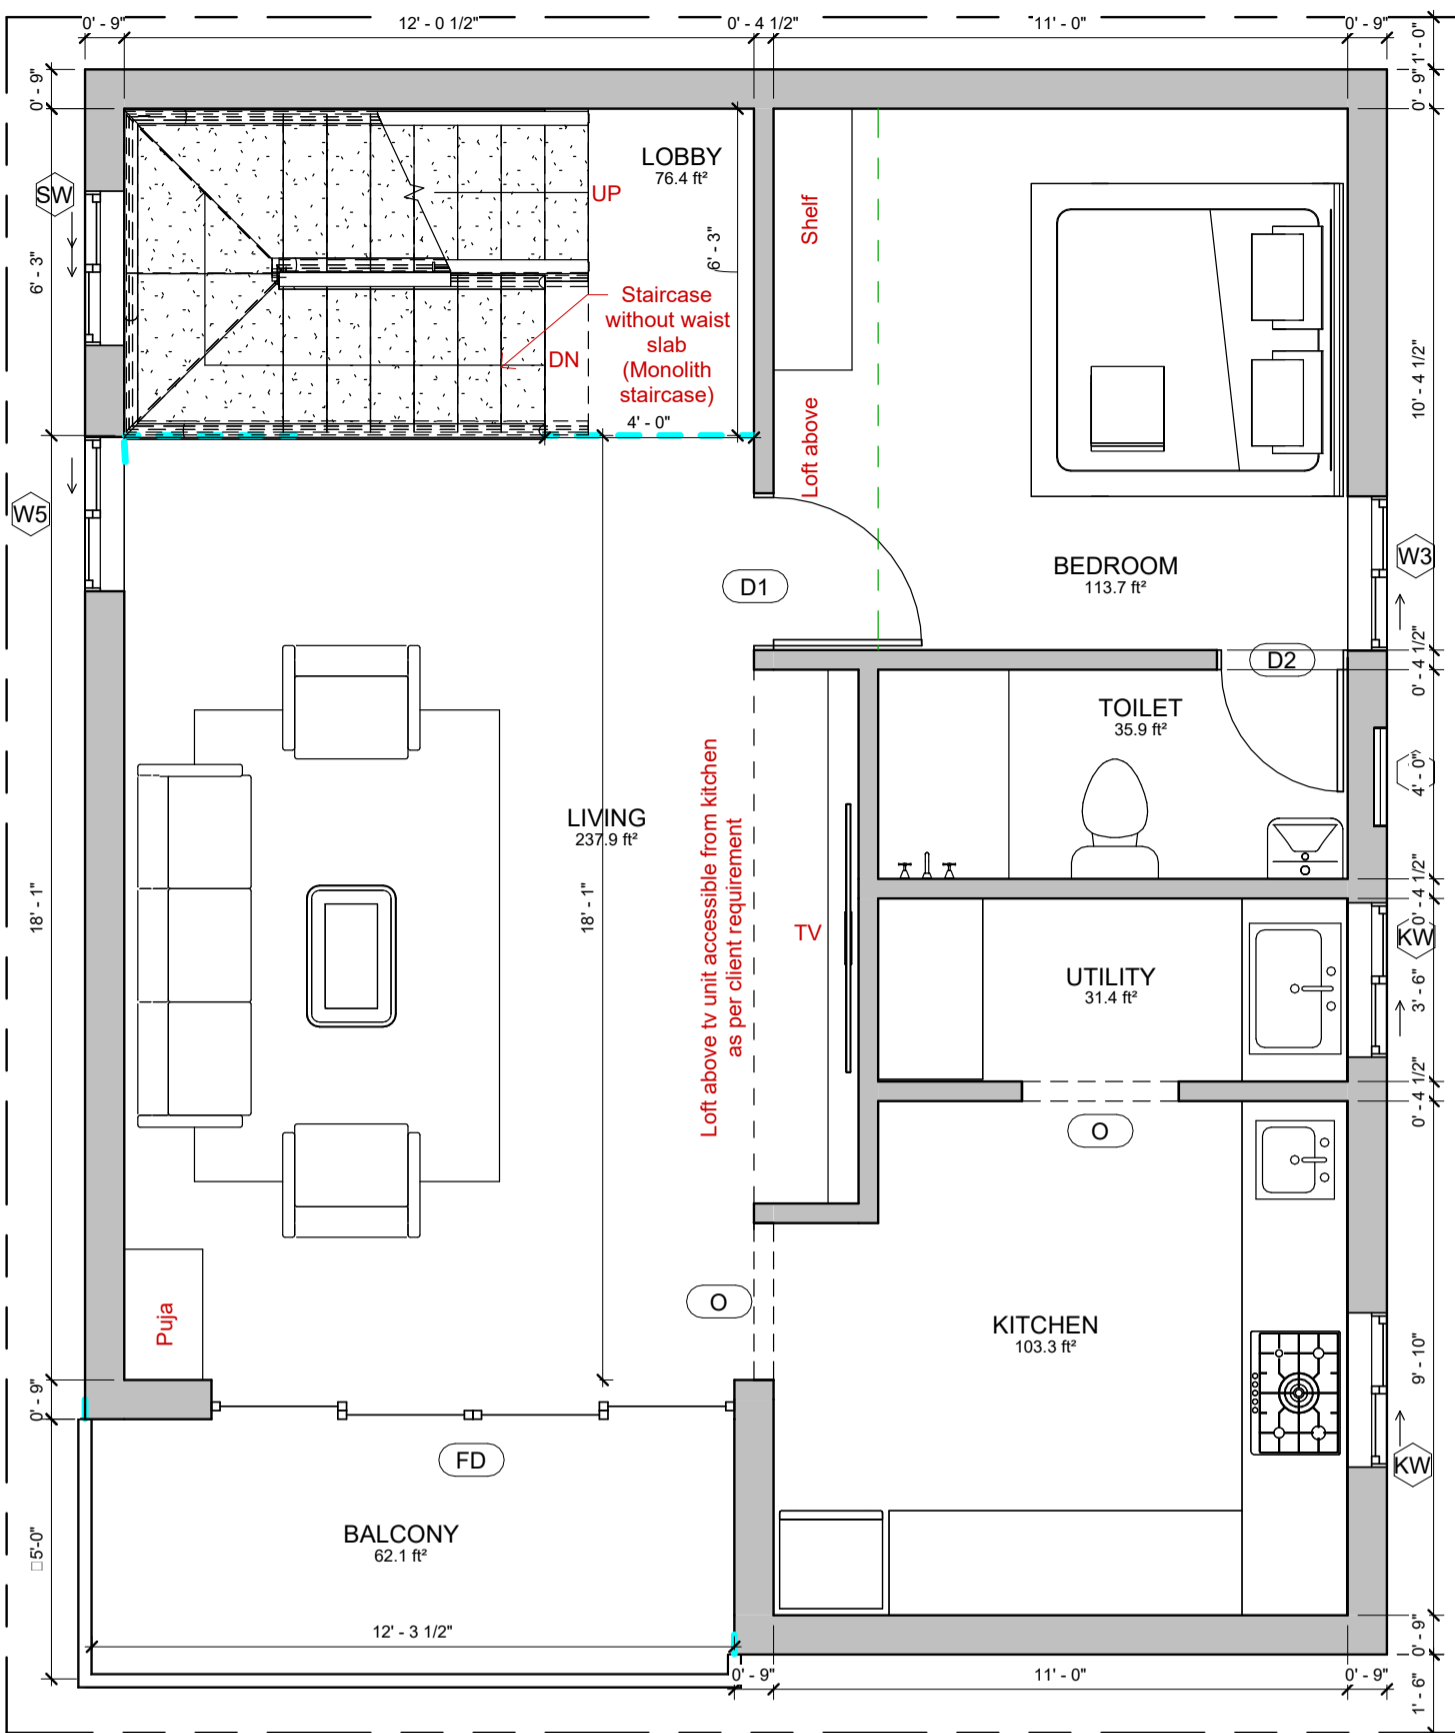 0' - 9"
12' - 0 1/2"
0' - 4 1/2"
11' - 0"
0' - 9"
1' - 0"
0' - 9"
0' - 9"
LOBBY
76.4 ft²
SW
UP
Shelf
6' - 3"
6' - 3"
Staircase
without waist
slab
(Monolith
staircase)
DN
4' - 0"
10' - 4 1/2"
Loft above
W5
W3
BEDROOM
113.7 ft²
D1
D2
0' - 4 1/2"
TOILET
35.9 ft²
4' - 0"
LIVING
237.9 ft²
18' - 1"
18' - 1"
Loft above tv unit accessible from kitchen
as per client requirement
TV
0' - 4 1/2"
KW
UTILITY
31.4 ft²
3' - 6"
0' - 4 1/2"
O
O
Puja
KITCHEN
103.3 ft²
9' - 10"
0' - 9"
FD
KW
BALCONY
62.1 ft²
5'-0"
12' - 3 1/2"
0' - 9"
0' - 9"
11' - 0"
0' - 9"
1' - 6"